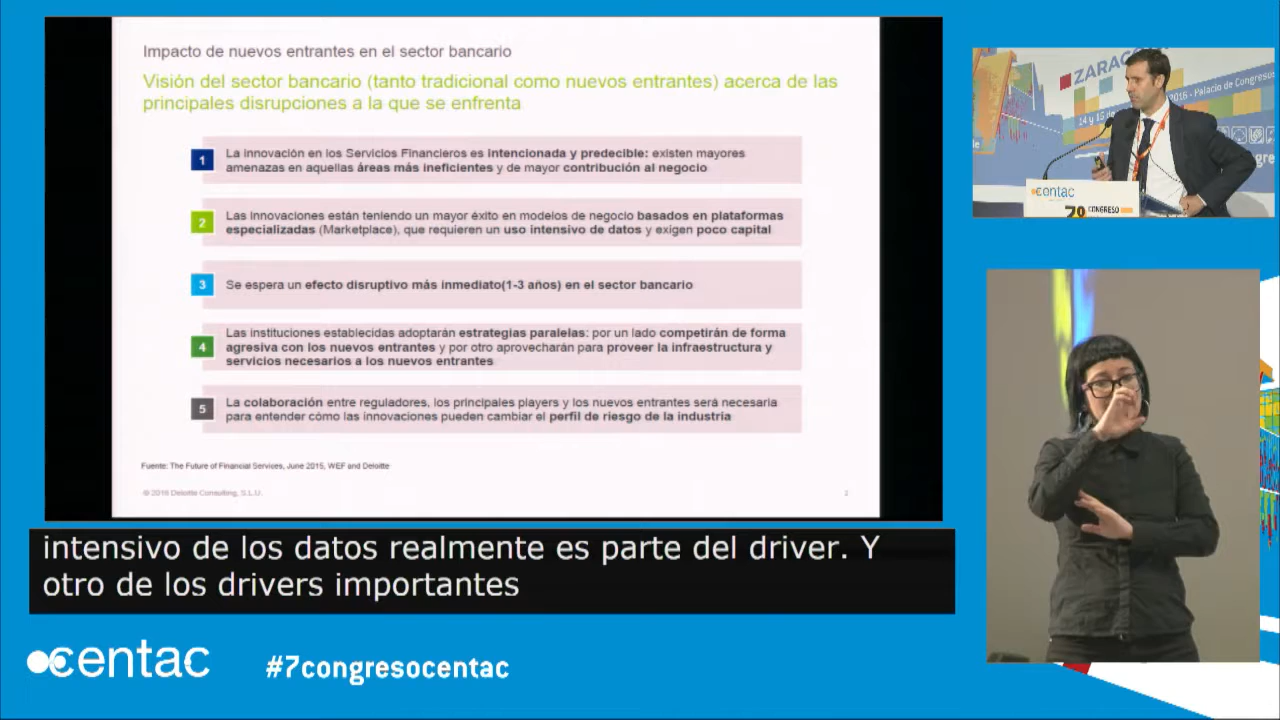 Impacto de nuevos entrantes en el sector bancario
Visión del sector bancario (tanto tradicional como nuevos entrantes) acerca de las
principales disrupciones a la que se enfrenta
1
La innovación en los Servicios Financieros es intencionada y predecible: existen mayores
amenazas en aquellas áreas más ineficientes y de mayor contribución al negocio
2
Las innovaciones están teniendo un mayor éxito en modelos de negocio basados en plataformas
especializadas (Marketplace), que requieren un uso intensivo de datos y exigen poco capital
3
Se espera un efecto disruptivo más inmediato(1-3 años) en el sector bancario
4
Las instituciones establecidas adoptarán estrategias paralelas: por un lado competirán de forma
agresiva con los nuevos entrantes y por otro aprovecharán para proveer la infraestructura y
servicios necesarios a los nuevos entrantes
5
La colaboración entre reguladores, los principales players y los nuevos entrantes será necesaria
para entender cómo las innovaciones pueden cambiar el perfil de riesgo de la industria
Fuente: The Future of Financial Services, June 2015, WEF and Deloitte
© 2016 Deloitte Consulting, S.L.U.
2
ZARAG
14 y 15 de
2016 - Palacio de Congresos
centac
7º CONGRESO
intensivo de los datos realmente es parte del driver. Y
otro de los drivers importantes
centac
#7congresocentac